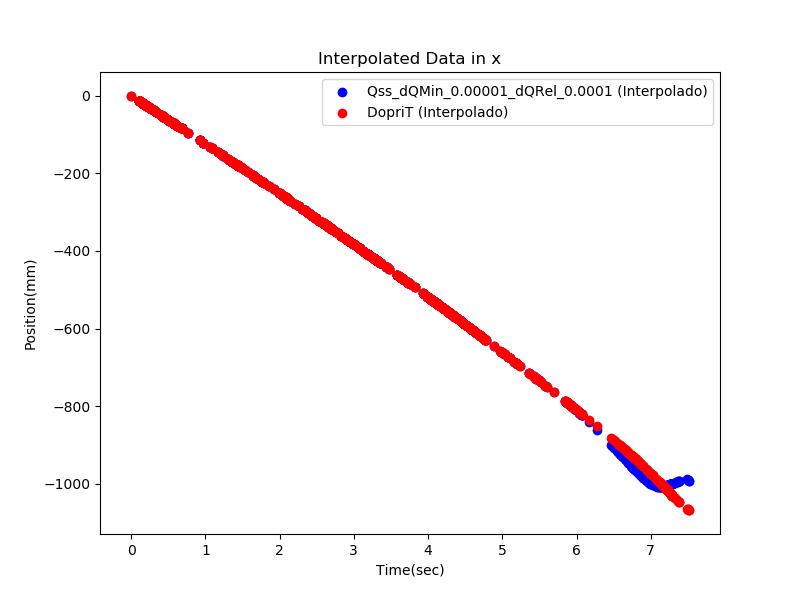 Interpolated Data in x
Qss_dQMin_0.00001_dQRel_0.0001 (Interpolado)
DopriT (Interpolado)
0
−200
−400
−600
−800
−1000
Position(mm)
0 1 2 3 4 5 6 7
Time(sec)